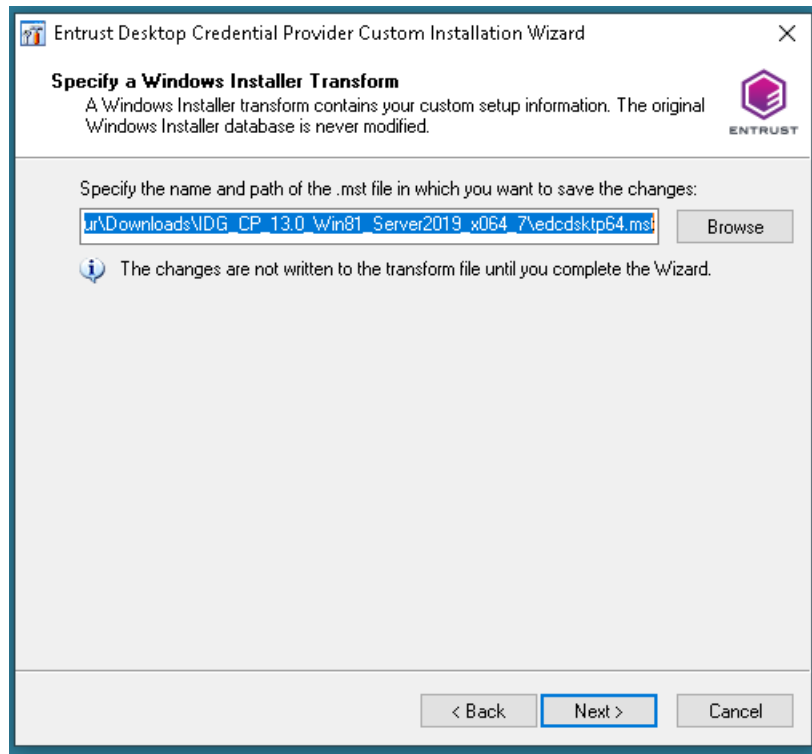 Entrust Desktop Credential Provider Custom Installation Wizard
Specify a Windows Installer Transform
A Windows Installer transform contains your custom setup information. The original
Windows Installer database is never modified.
ENTRUST
Specify the name and path of the .mst file in which you want to save the changes:
ur\Downloads\IDG_CP_13.0_Win81_Server2019_x064_7\edcdsktp64.mst
Browse
The changes are not written to the transform file until you complete the Wizard.
< Back
Next >
Cancel